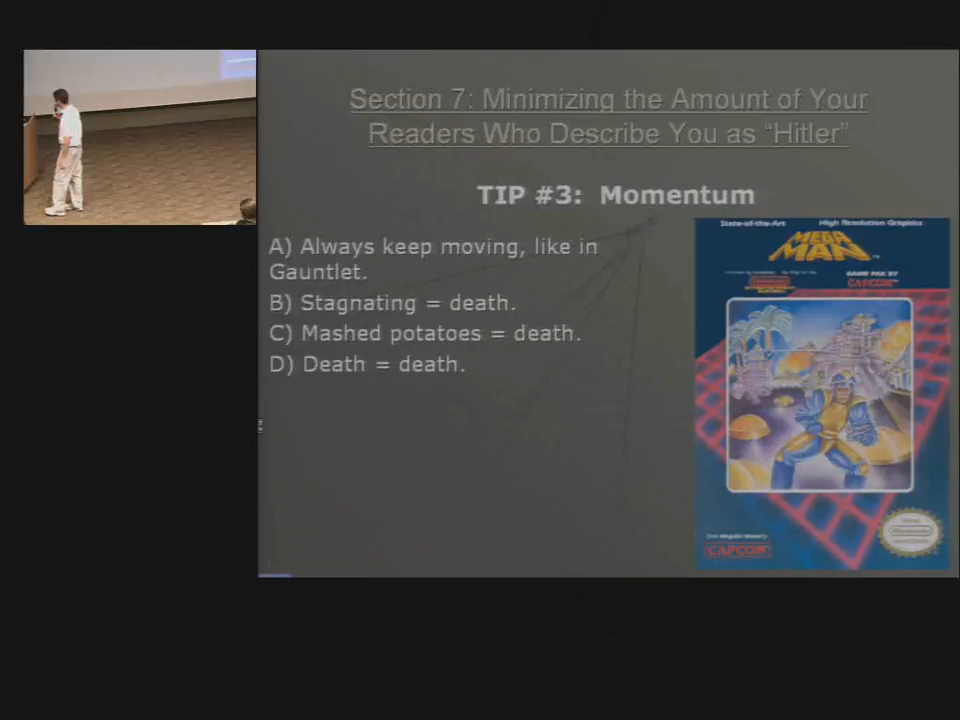 Section 7: Minimizing the Amount of Your
Readers Who Describe You as “Hitler”
TIP #3:  Momentum
A) Always keep moving, like in
Gauntlet.
B) Stagnating = death.
C) Mashed potatoes = death.
D) Death = death.
State-of-the-Art High Resolution Graphics
MEGA
MAN
GAME PAK BY
CAPCOM
CAPCOM
Nintendo